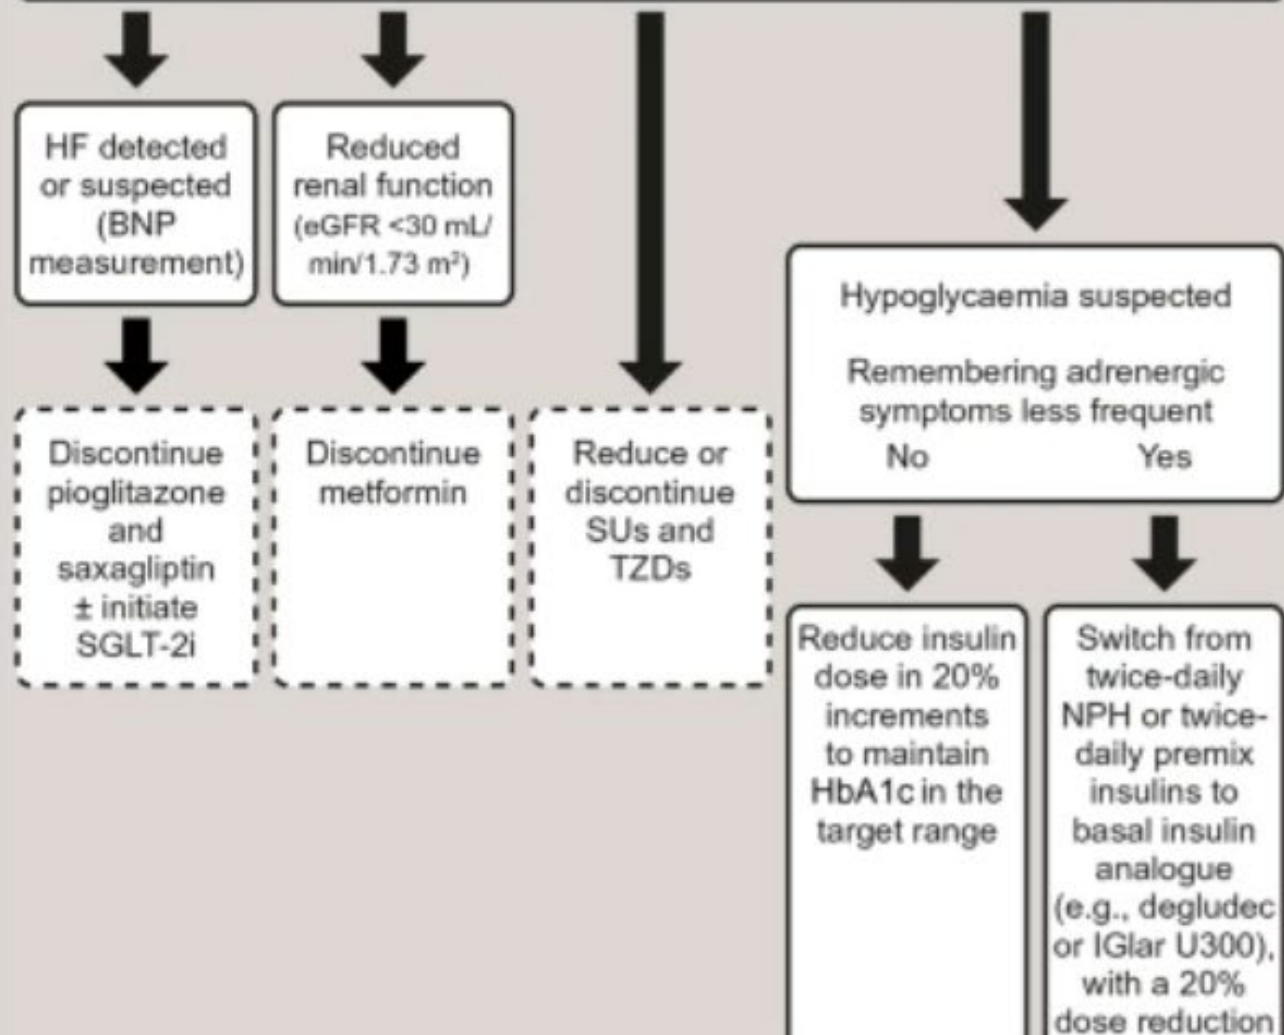 HF detected
or suspected
(BNP
measurement)
Reduced
renal function
(eGFR <30 mL/
min/1.73 m²)
Discontinue
pioglitazone
and
saxagliptin
± initiate
SGLT-2i
Discontinue
metformin
Reduce or
discontinue
SUs and
TZDs
Hypoglycaemia suspected
Remembering adrenergic
symptoms less frequent
No Yes
Reduce insulin
dose in 20%
increments
to maintain
HbA1c in the
target range
Switch from
twice-daily
NPH or twice-
daily premix
insulins to
basal insulin
analogue
(e.g., degludec
or IGlar U300),
with a 20%
dose reduction